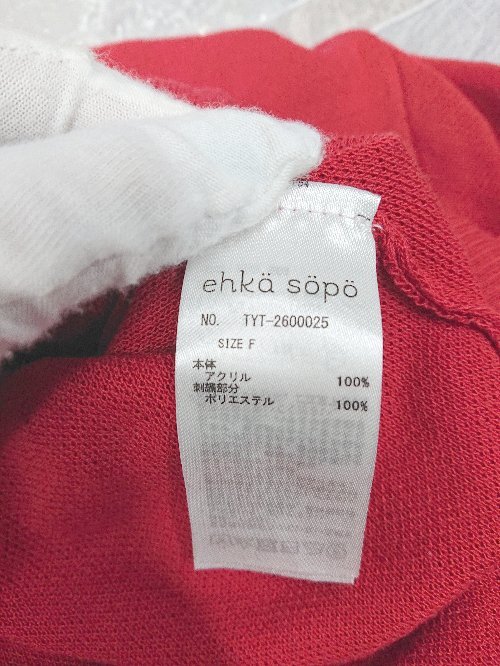 ehkä söpö
NO. TYT-2600025
SIZE F
本体
アクリル 100%
刺繍部分
ポリエステル 100%